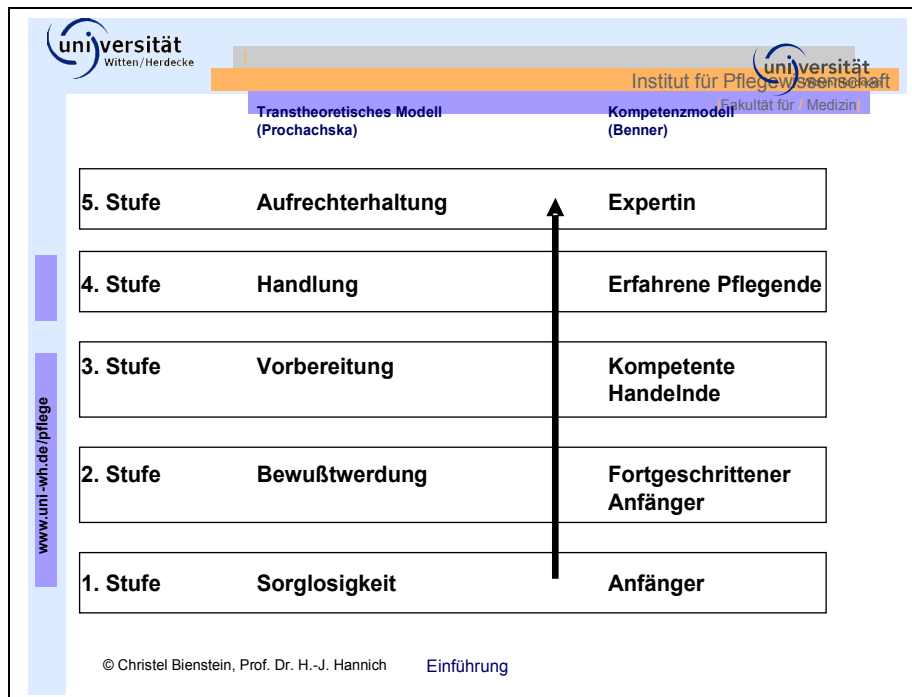 universität
Witten/Herdecke
universität
Witten/Herdecke
Institut für Pflegewissenschaft
|Fakultät für / Medizin|
Transtheoretisches Modell
(Prochachska)
Kompetenzmodell
(Benner)
5. Stufe Aufrechterhaltung Expertin
4. Stufe Handlung Erfahrene Pflegende
3. Stufe Vorbereitung Kompetente
Handelnde
2. Stufe Bewußtwerdung Fortgeschrittener
Anfänger
1. Stufe Sorglosigkeit Anfänger
www.uni-wh.de/pflege
© Christel Bienstein, Prof. Dr. H.-J. Hannich Einführung